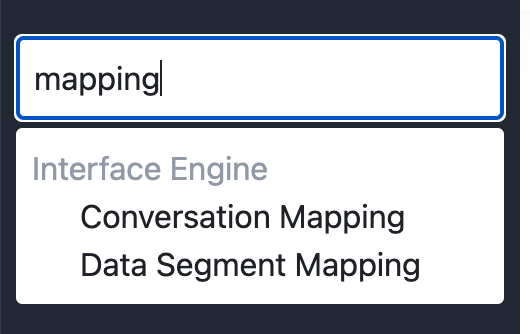 mapping
Interface Engine
Conversation Mapping
Data Segment Mapping